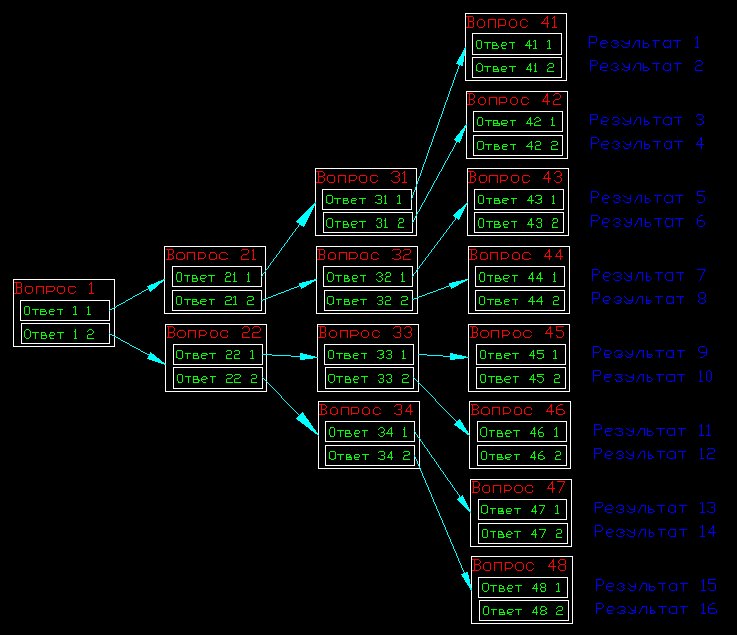 Вопрос 1
Ответ 1 1
Ответ 1 2
Вопрос 21
Ответ 21 1
Ответ 21 2
Вопрос 22
Ответ 22 1
Ответ 22 2
Вопрос 31
Ответ 31 1
Ответ 31 2
Вопрос 32
Ответ 32 1
Ответ 32 2
Вопрос 33
Ответ 33 1
Ответ 33 2
Вопрос 34
Ответ 34 1
Ответ 34 2
Вопрос 41
Ответ 41 1
Ответ 41 2
Вопрос 42
Ответ 42 1
Ответ 42 2
Вопрос 43
Ответ 43 1
Ответ 43 2
Вопрос 44
Ответ 44 1
Ответ 44 2
Вопрос 45
Ответ 45 1
Ответ 45 2
Вопрос 46
Ответ 46 1
Ответ 46 2
Вопрос 47
Ответ 47 1
Ответ 47 2
Вопрос 48
Ответ 48 1
Ответ 48 2
Результат 1
Результат 2
Результат 3
Результат 4
Результат 5
Результат 6
Результат 7
Результат 8
Результат 9
Результат 10
Результат 11
Результат 12
Результат 13
Результат 14
Результат 15
Результат 16